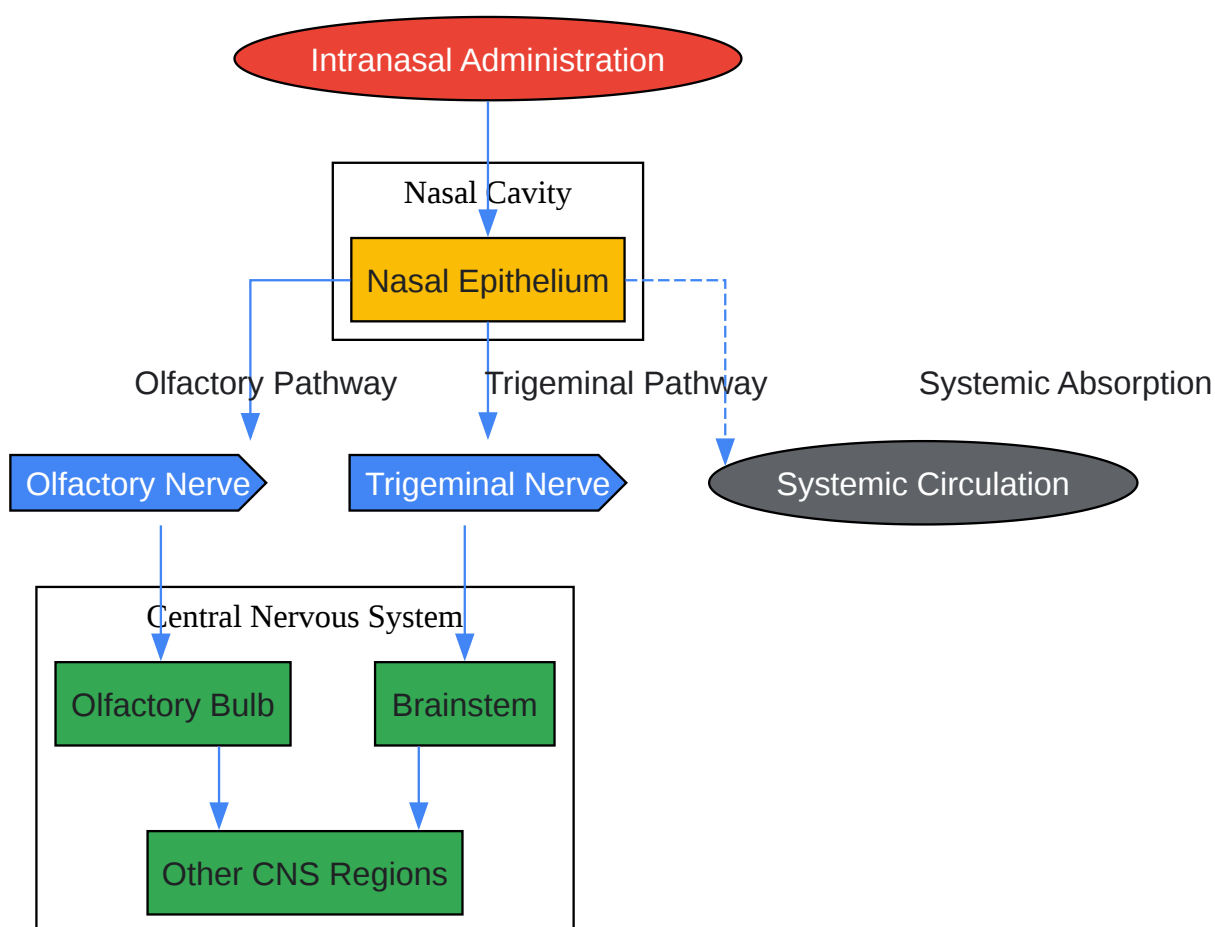 Intranasal Administration
Nasal Cavity
Nasal Epithelium
Olfactory Pathway
Trigeminal Pathway
Systemic Absorption
Olfactory Nerve
Trigeminal Nerve
Systemic Circulation
Central Nervous System
Olfactory Bulb
Brainstem
Other CNS Regions